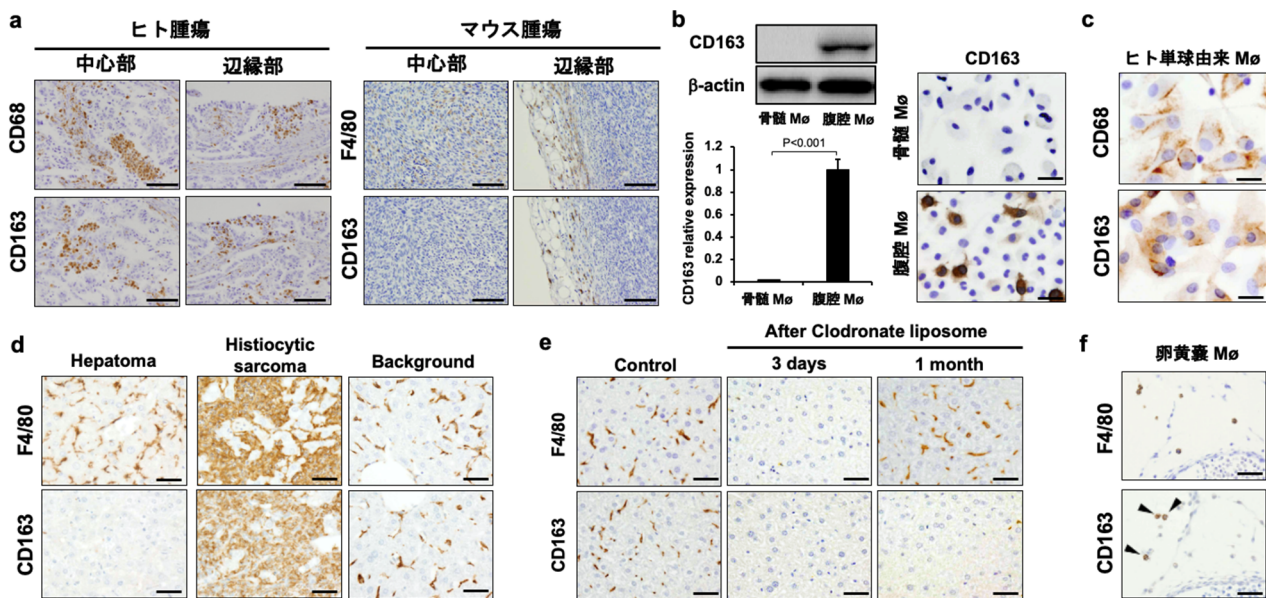 a
ヒト腫瘍
マウス腫瘍
中心部
辺縁部
中心部
辺縁部
CD68
CD163
F4/80
CD163
b
CD163
β-actin
骨髄 Mø
腹腔 Mø
CD163 relative expression
P<0.001
1.2
1
0.8
0.6
0.4
0.2
0
骨髄 Mø
腹腔 Mø
CD163
骨髄 Mø
腹腔 Mø
c
ヒト単球由来 Mø
CD68
CD163
d
Hepatoma
Histiocytic
sarcoma
Background
F4/80
CD163
e
After Clodronate liposome
Control
3 days
1 month
F4/80
CD163
f
卵黄嚢 Mø
F4/80
CD163